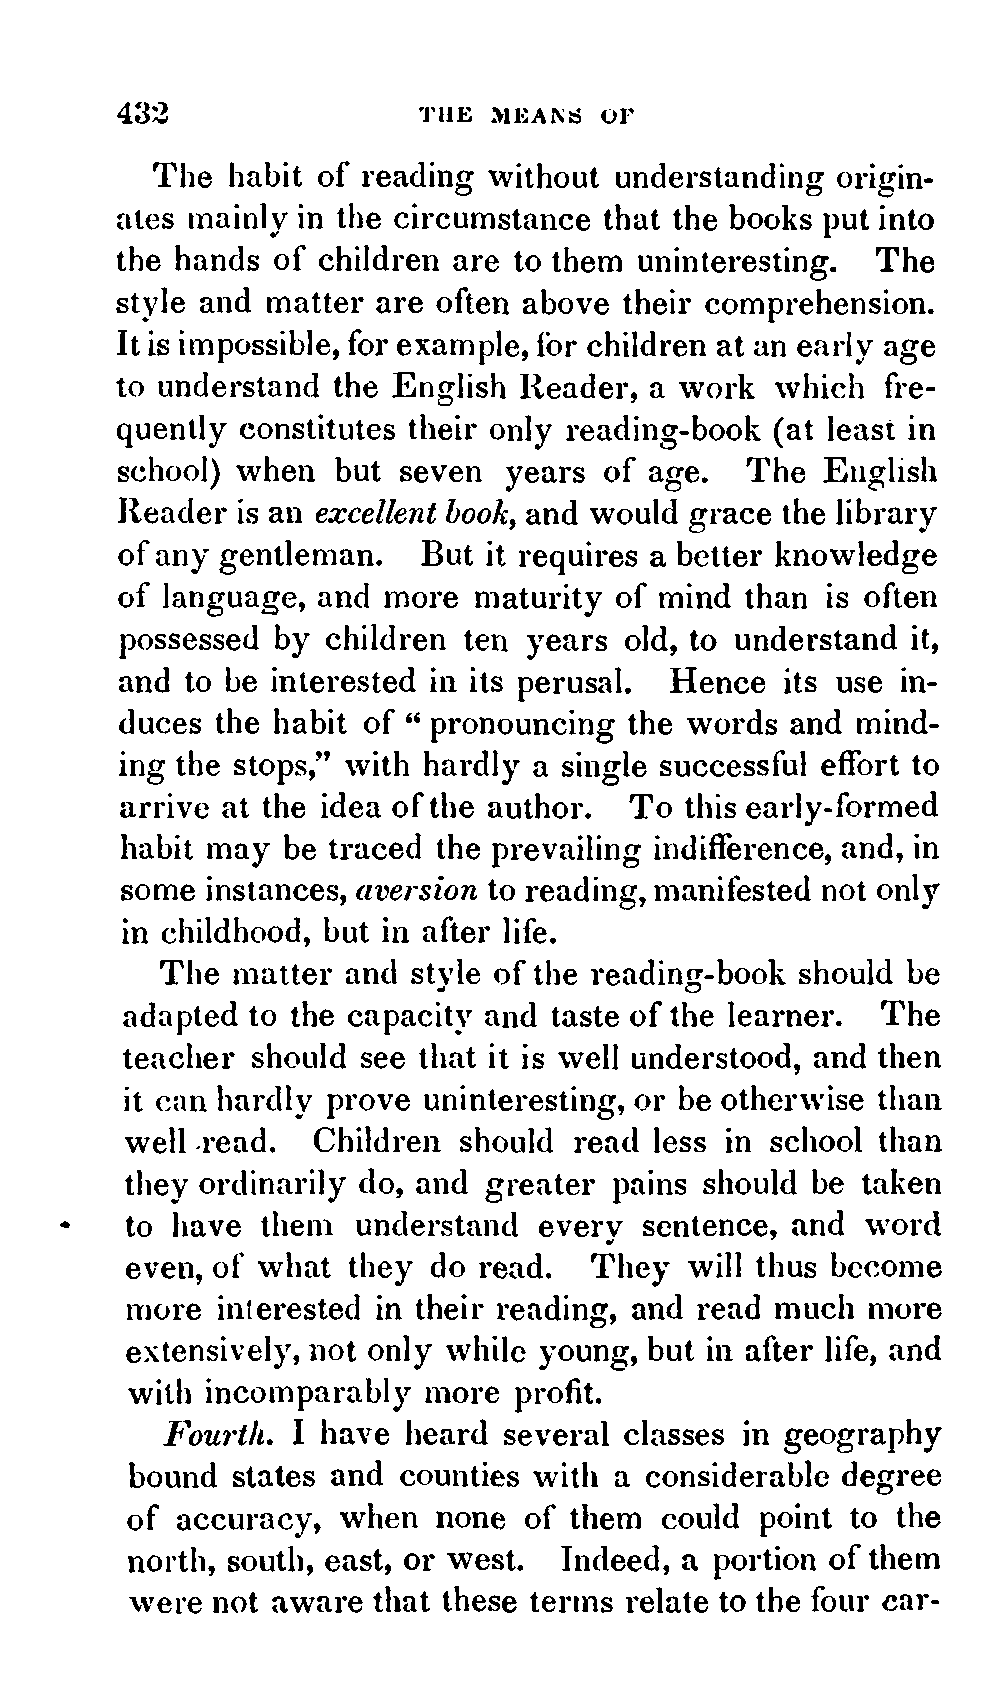 432 THE MEANS OF
The habit of reading without understanding origin-
ates mainly in the circumstance that the books put into
the hands of children are to them uninteresting. The
style and matter are often above their comprehension.
It is impossible, for example, for children at an early age
to understand the English Reader, a work which fre-
quently constitutes their only reading-book (at least in
school) when but seven years of age. The English
Reader is an excellent book, and would grace the library
of any gentleman. But it requires a better knowledge
of language, and more maturity of mind than is often
possessed by children ten years old, to understand it,
and to be interested in its perusal. Hence its use in-
duces the habit of “ pronouncing the words and mind-
ing the stops,” with hardly a single successful effort to
arrive at the idea of the author. To this early-formed
habit may be traced the prevailing indifference, and, in
some instances, aversion to reading, manifested not only
in childhood, but in after life.
The matter and style of the reading-book should be
adapted to the capacity and taste of the learner. The
teacher should see that it is well understood, and then
it can hardly prove uninteresting, or be otherwise than
well read. Children should read less in school than
they ordinarily do, and greater pains should be taken
to have them understand every sentence, and word
even, of what they do read. They will thus become
more interested in their reading, and read much more
extensively, not only while young, but in after life, and
with incomparably more profit.
Fourth. I have heard several classes in geography
bound states and counties with a considerable degree
of accuracy, when none of them could point to the
north, south, east, or west. Indeed, a portion of them
were not aware that these terms relate to the four car-